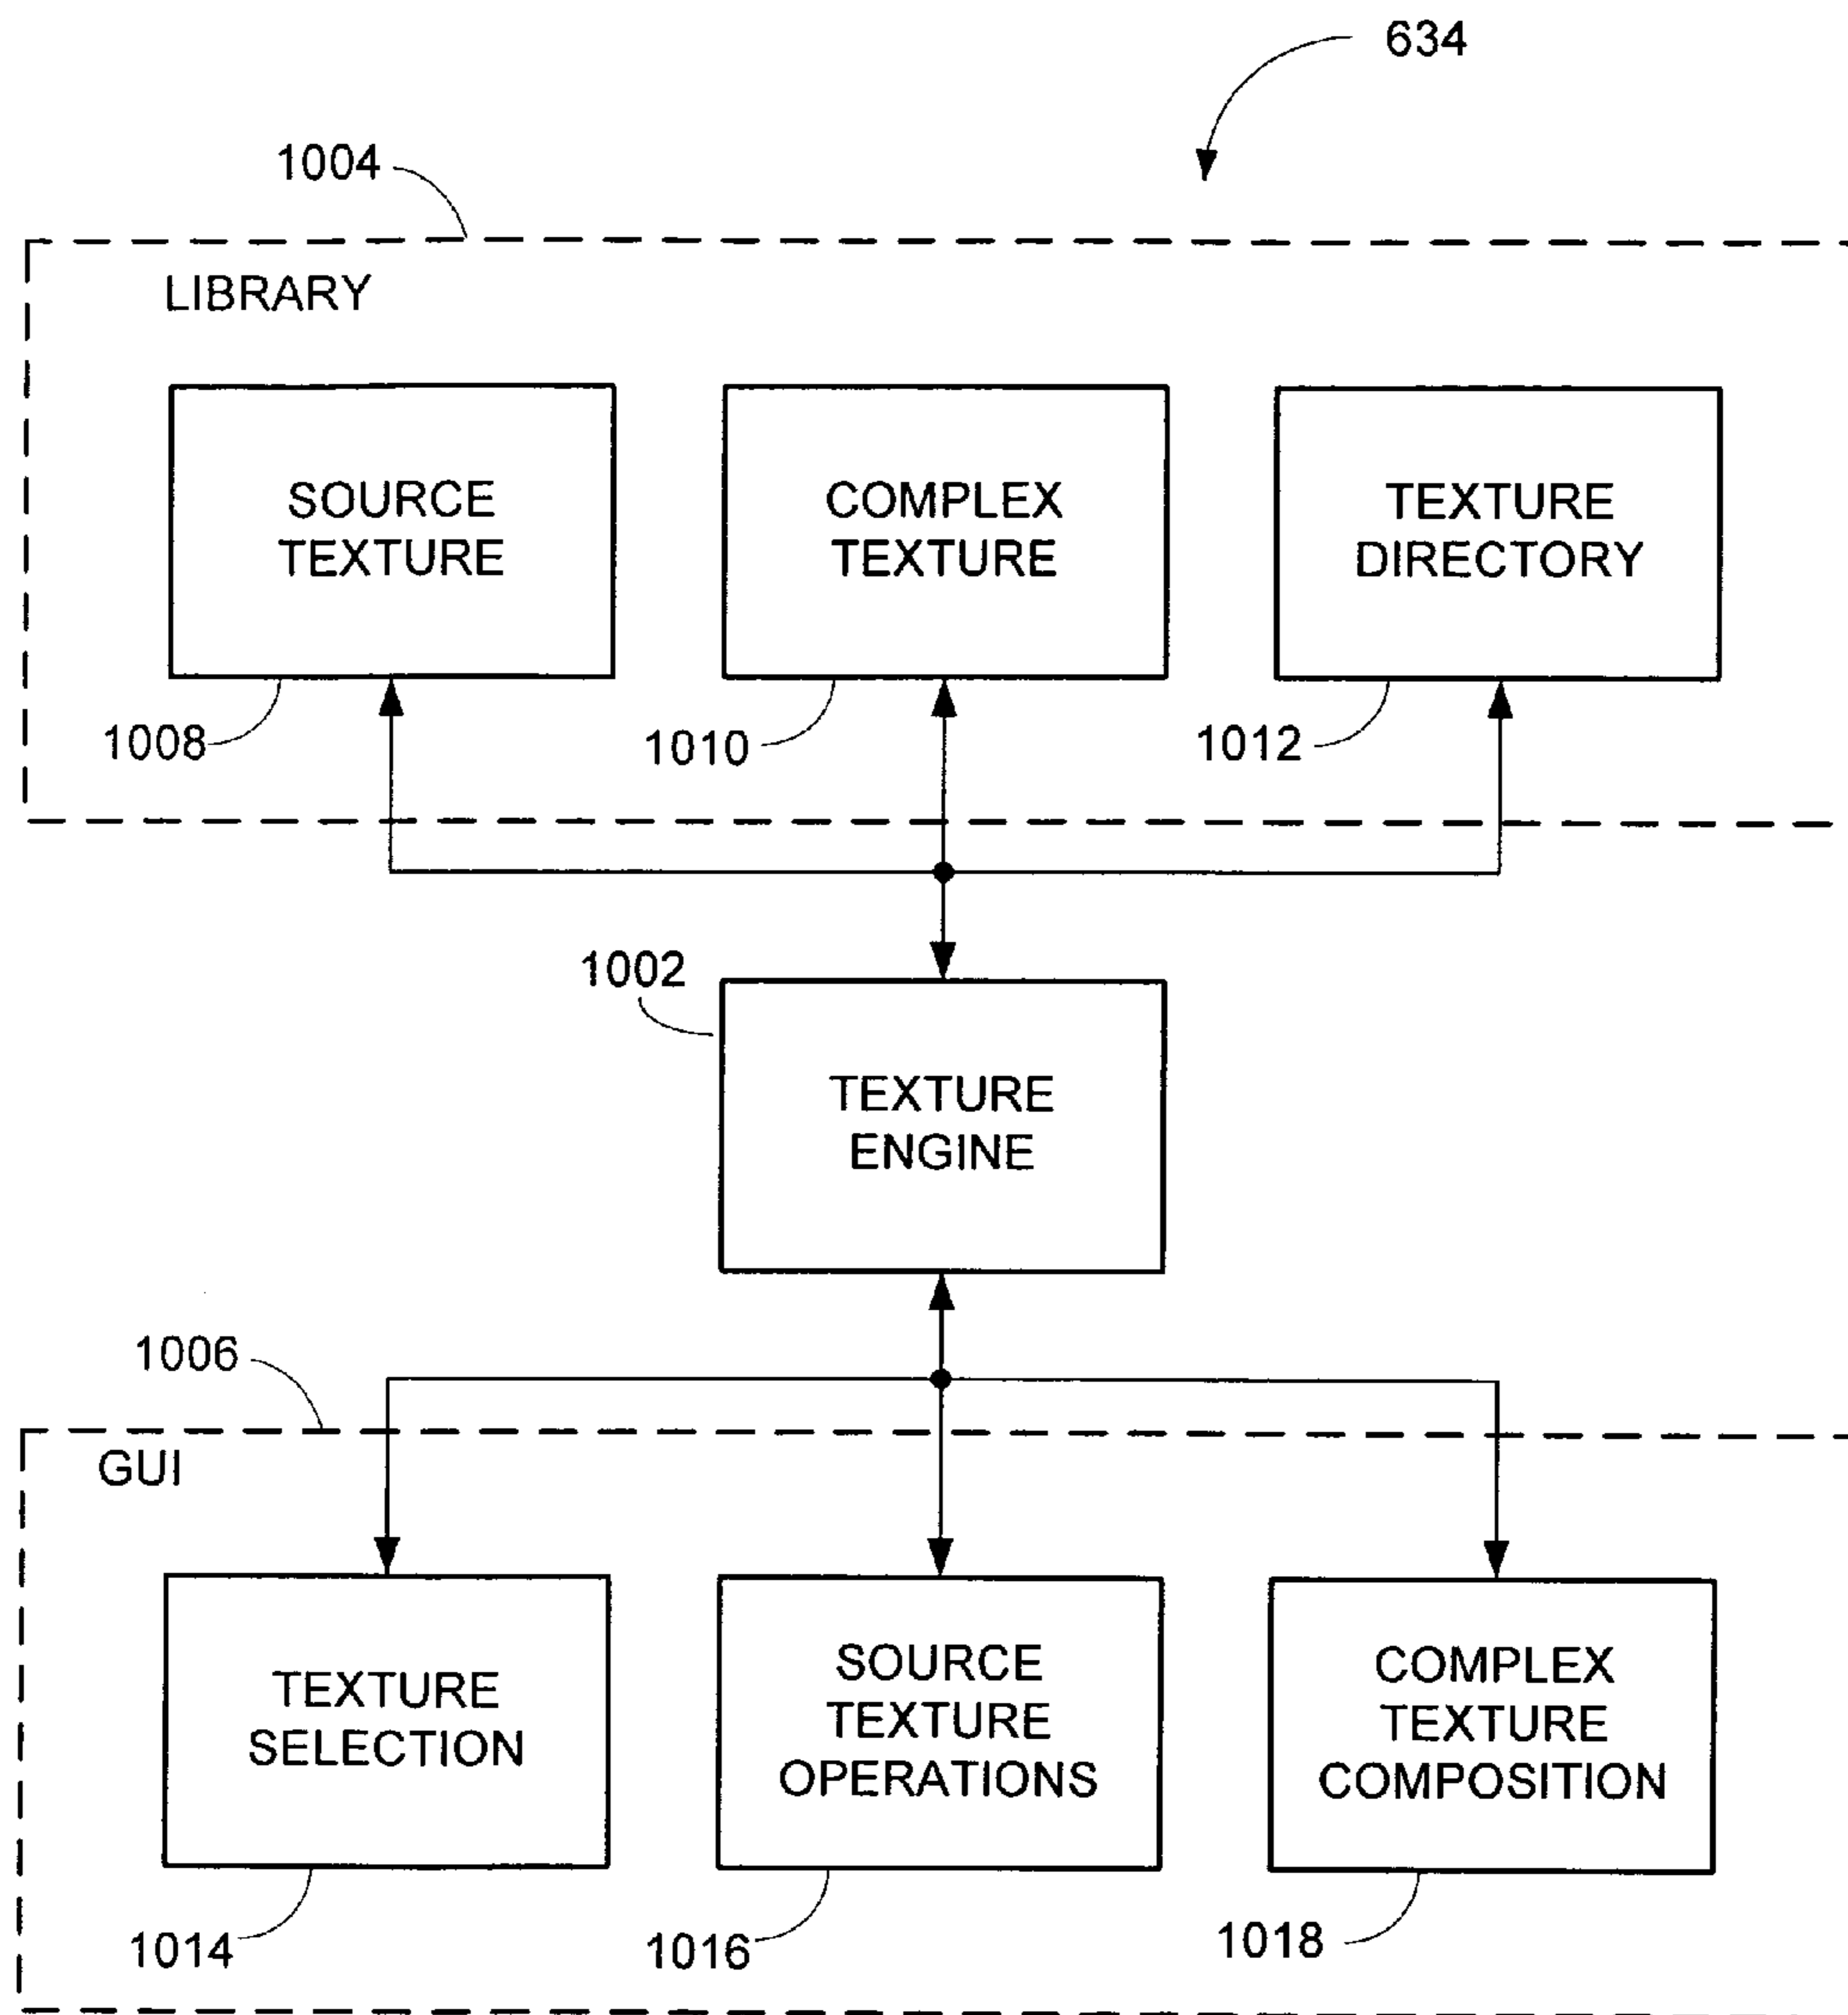 634
1004
LIBRARY
SOURCE
TEXTURE
COMPLEX
TEXTURE
TEXTURE
DIRECTORY
1008
1010
1012
1002
TEXTURE
ENGINE
1006
GUI
TEXTURE
SELECTION
SOURCE
TEXTURE
OPERATIONS
COMPLEX
TEXTURE
COMPOSITION
1014
1016
1018